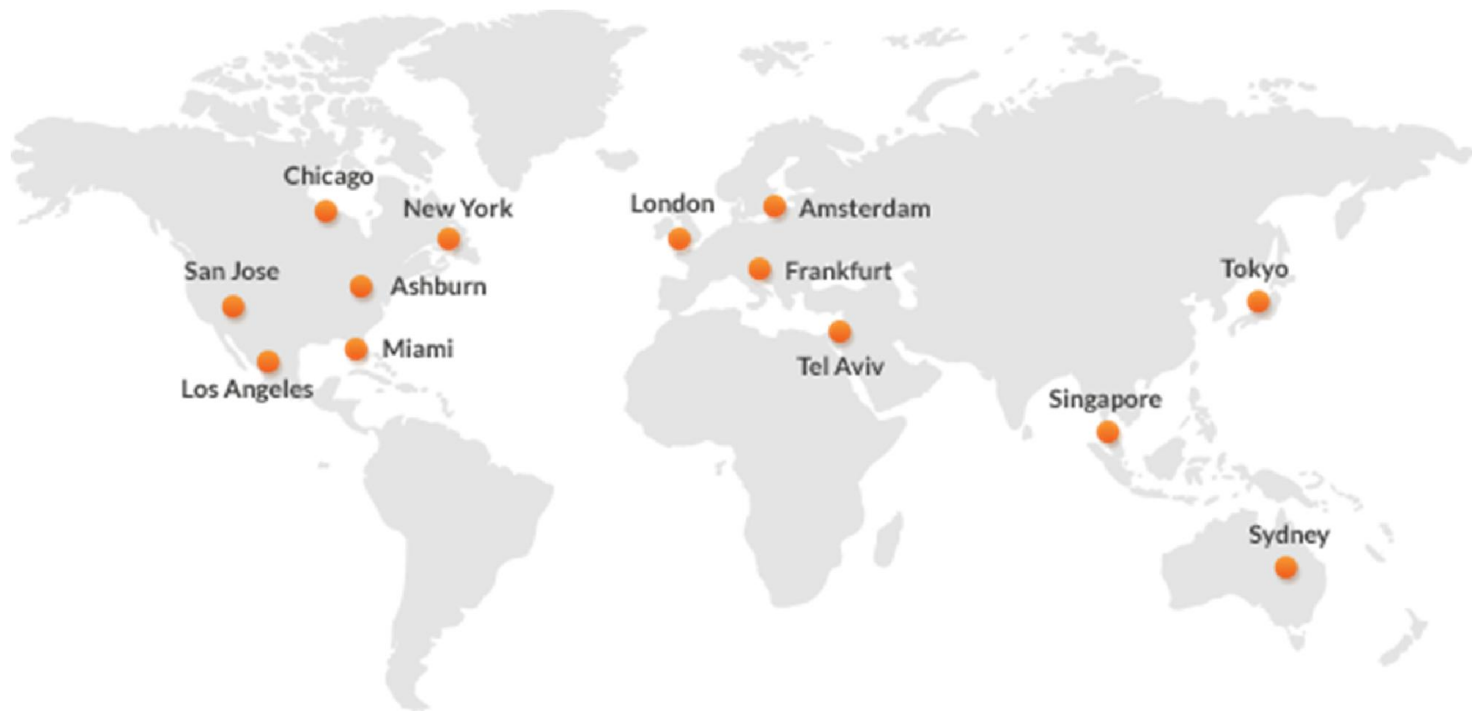 Chicago
New York
London
Amsterdam
San Jose
Ashburn
Frankfurt
Tokyo
Miami
Tel Aviv
Los Angeles
Singapore
Sydney